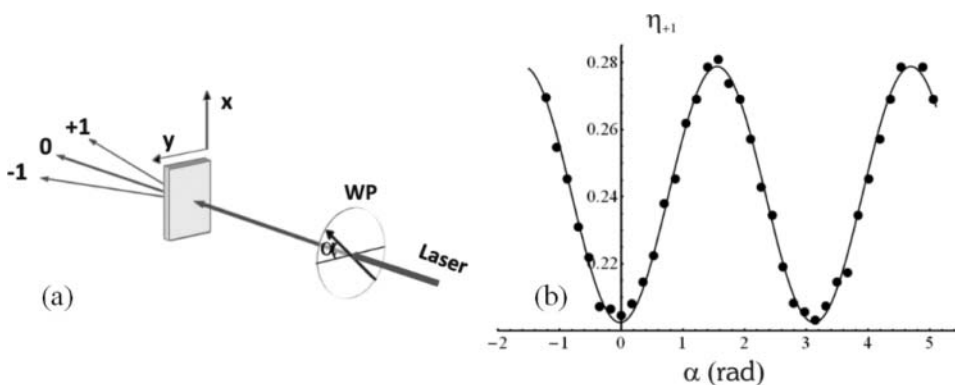 x
y
+1
0
-1
WP
α
Laser
(a)
η+1
0.28
0.26
0.24
0.22
(b)
−2 −1 0 1 2 3 4 5
α (rad)